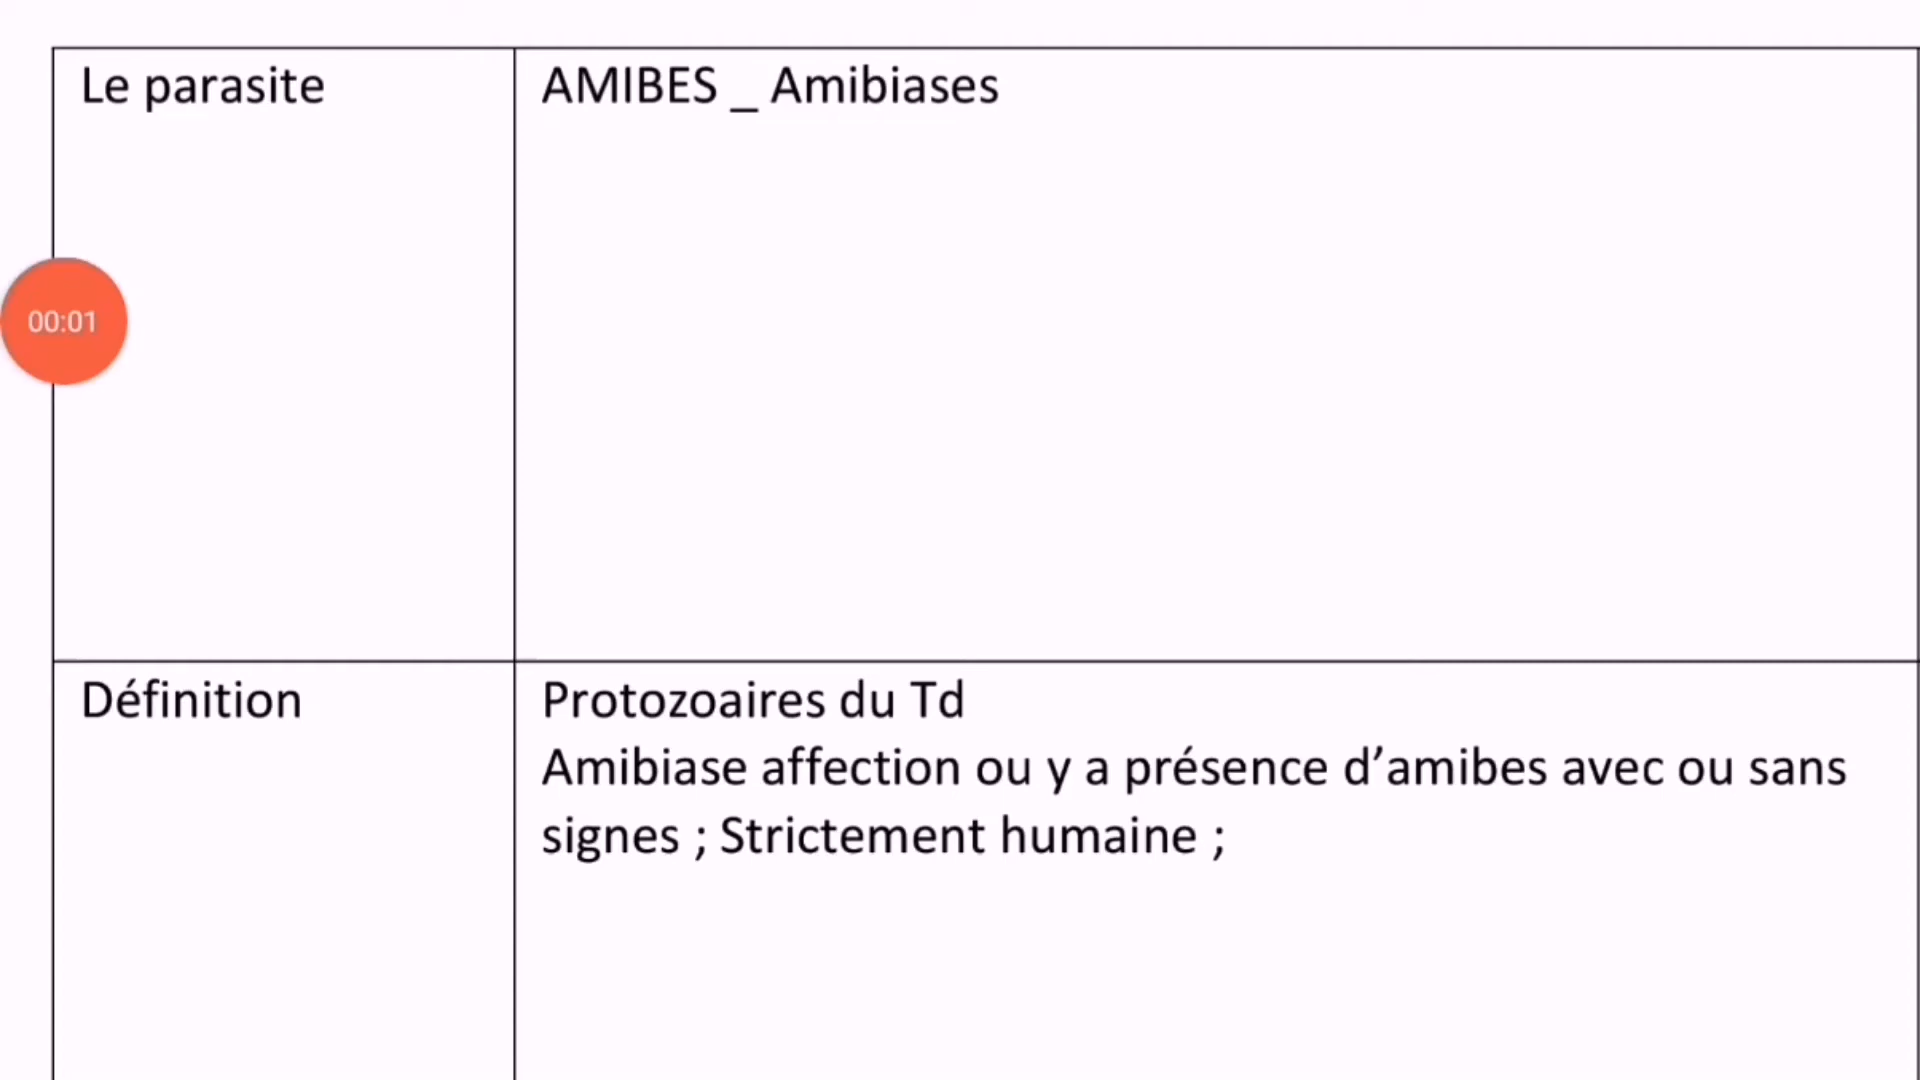 Le parasite
AMIBES _ Amibiases
00:01
Définition
Protozoaires du Td
Amibiase affection ou y a présence d’amibes avec ou sans
signes ; Strictement humaine ;